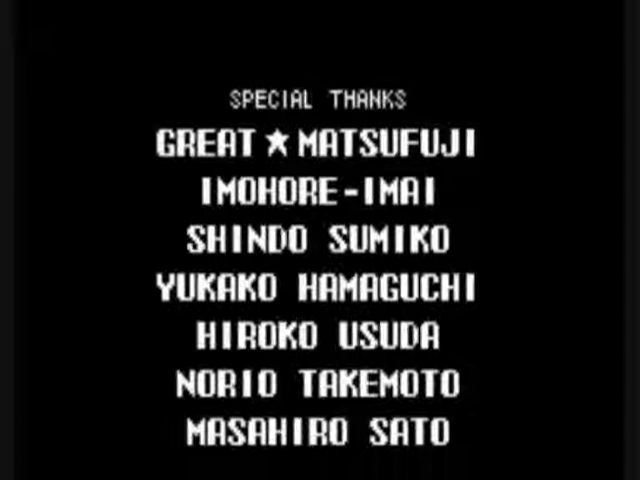 SPECIAL THANKS
GREAT★MATSUFUJI
IMOHORE-IMAI
SHINDO SUMIKO
YUKAKO HAMAGUCHI
HIROKO USUDA
NORIO TAKEMOTO
MASAHIRO SATO